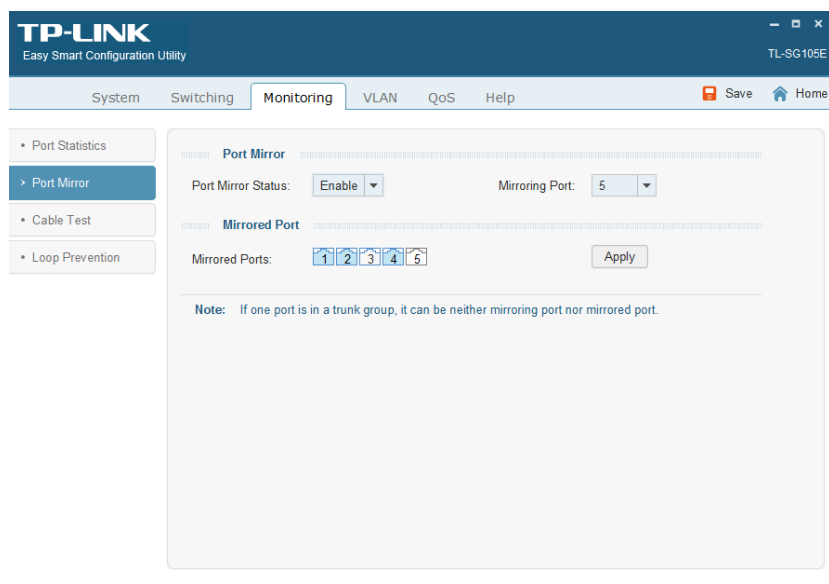 TP-LINK
Easy Smart Configuration Utility
TL-SG105E
System Switching Monitoring VLAN QoS Help Save Home
Port Statistics
Port Mirror
Cable Test
Loop Prevention
Port Mirror
Port Mirror Status: Enable Mirroring Port: 5
Mirrored Port
Mirrored Ports: 1 2 3 4 5 Apply
Note: If one port is in a trunk group, it can be neither mirroring port nor mirrored port.